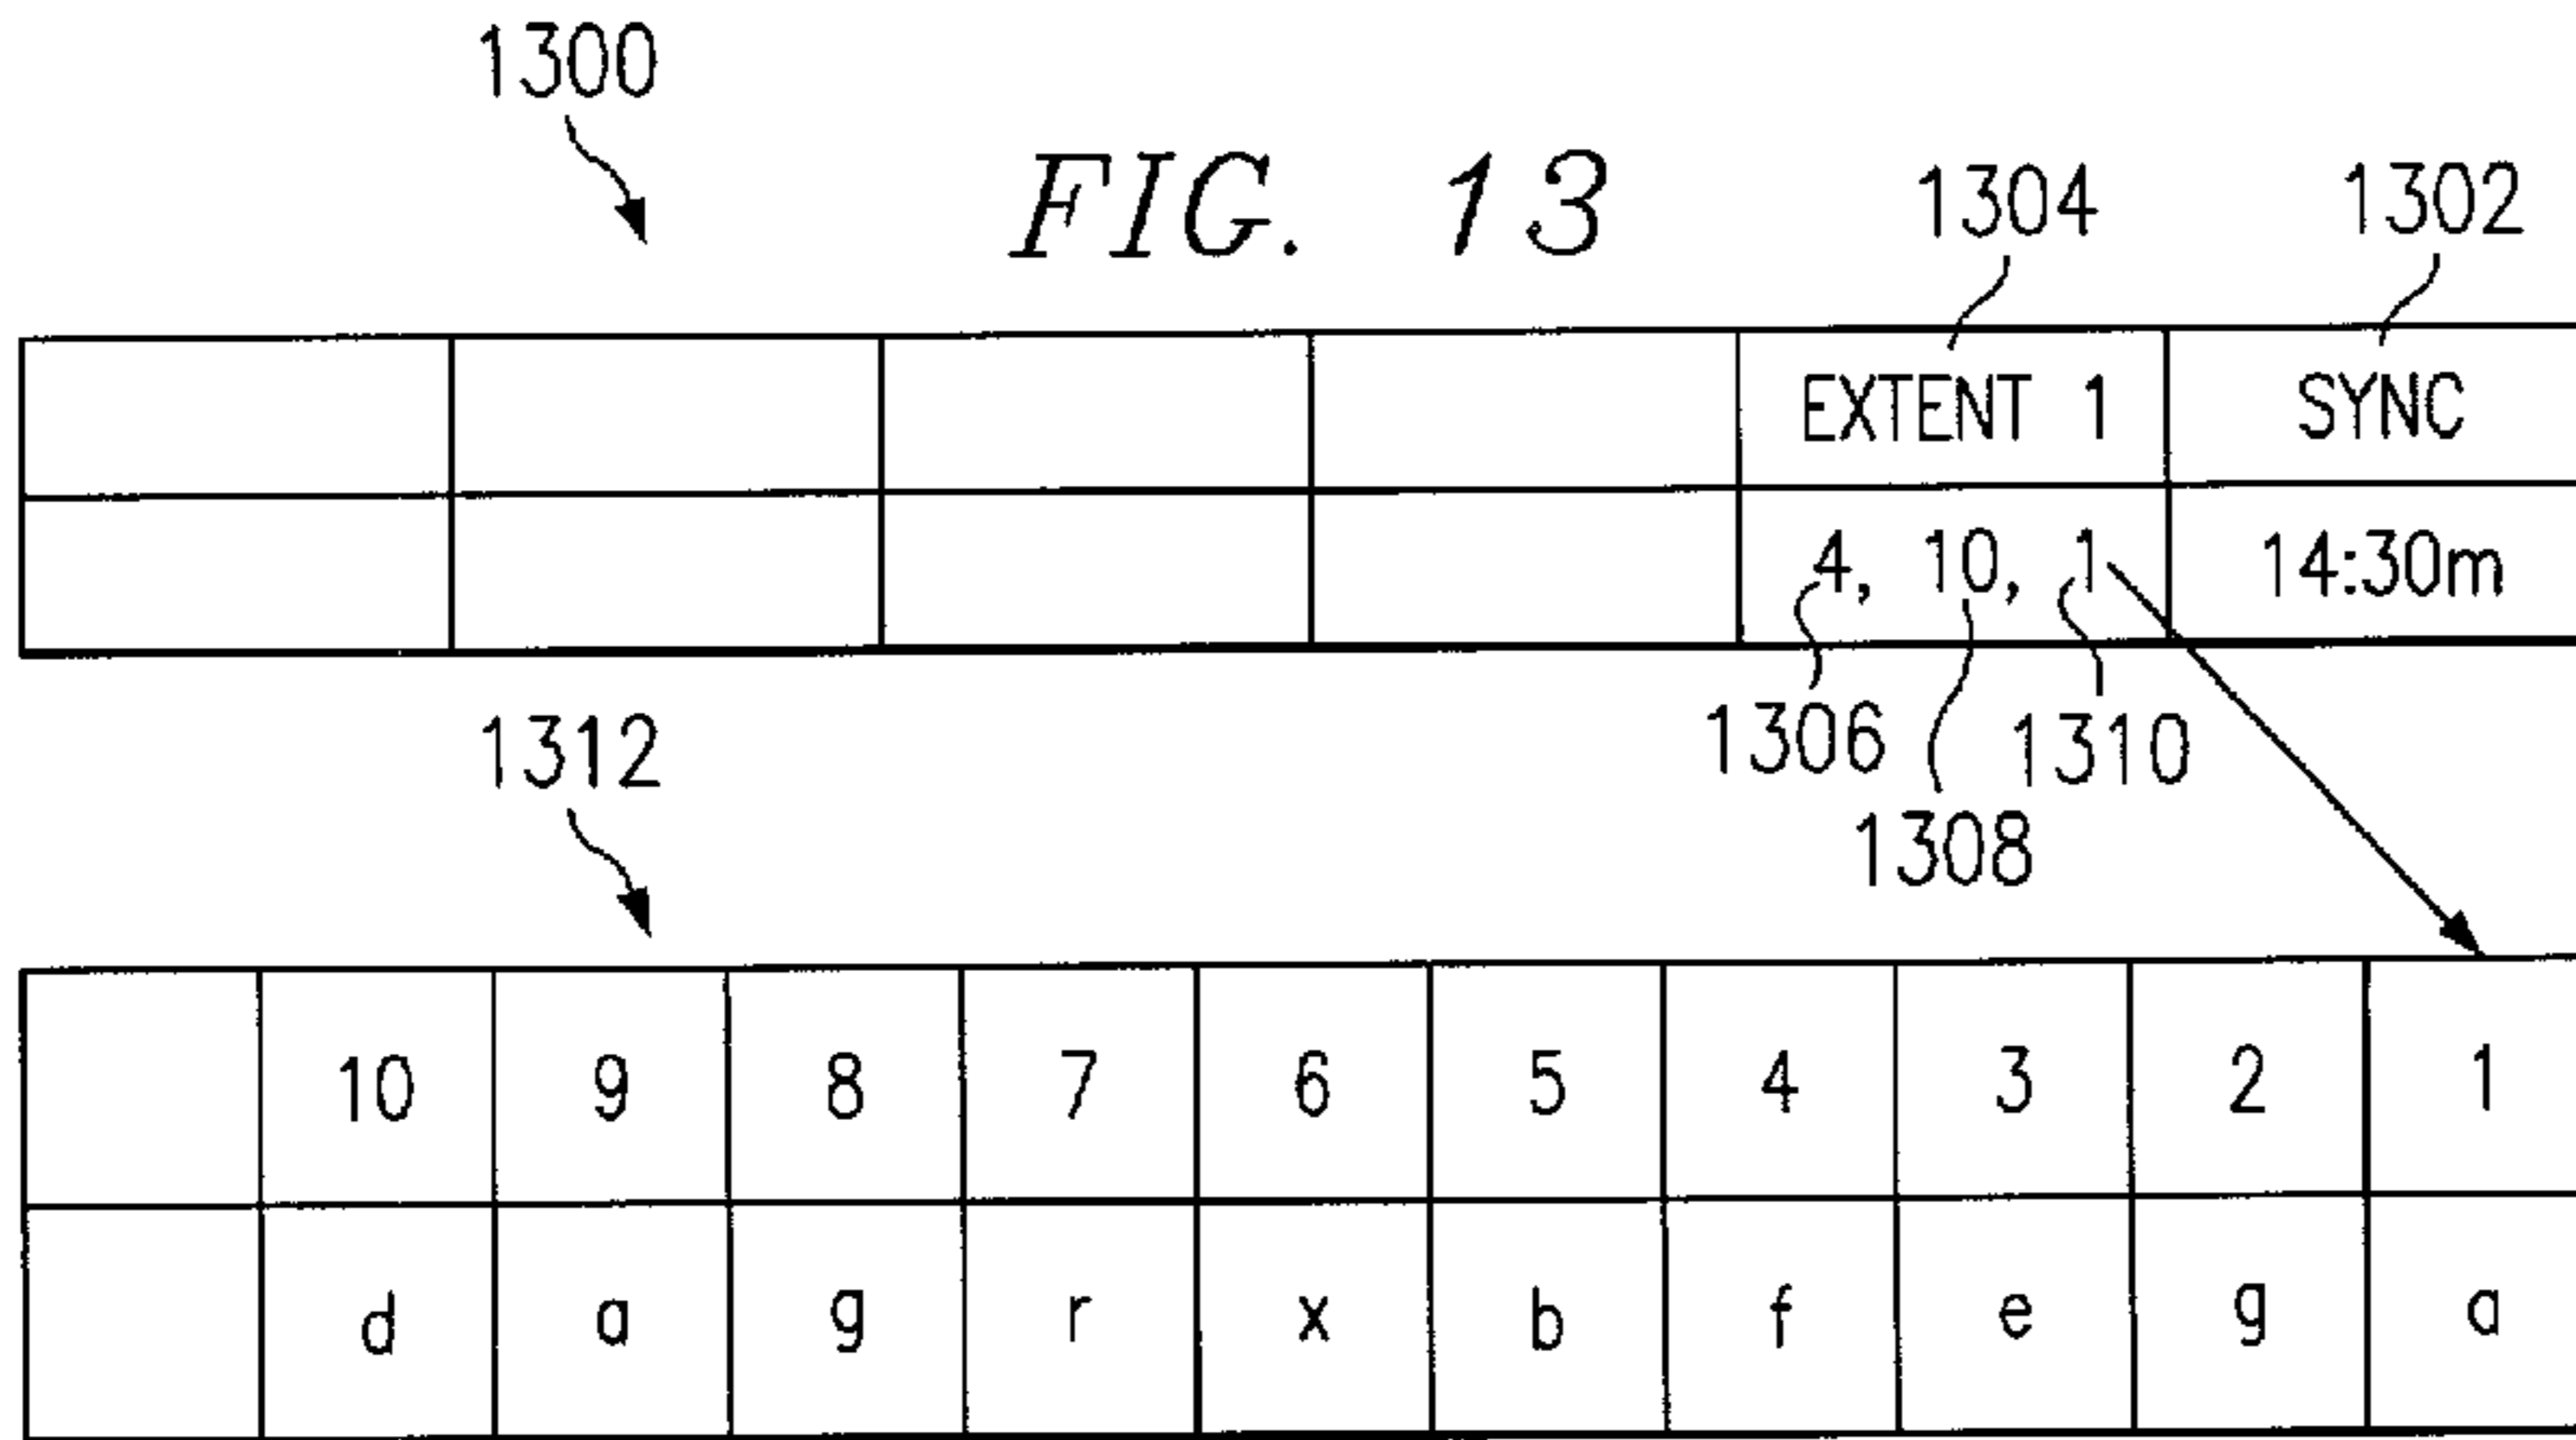 1300
FIG. 13
1304 1302
EXTENT 1 SYNC
4, 10, 1 14:30m
1306 1310
1308
1312
10 9 8 7 6 5 4 3 2 1
d a g r x b f e g a